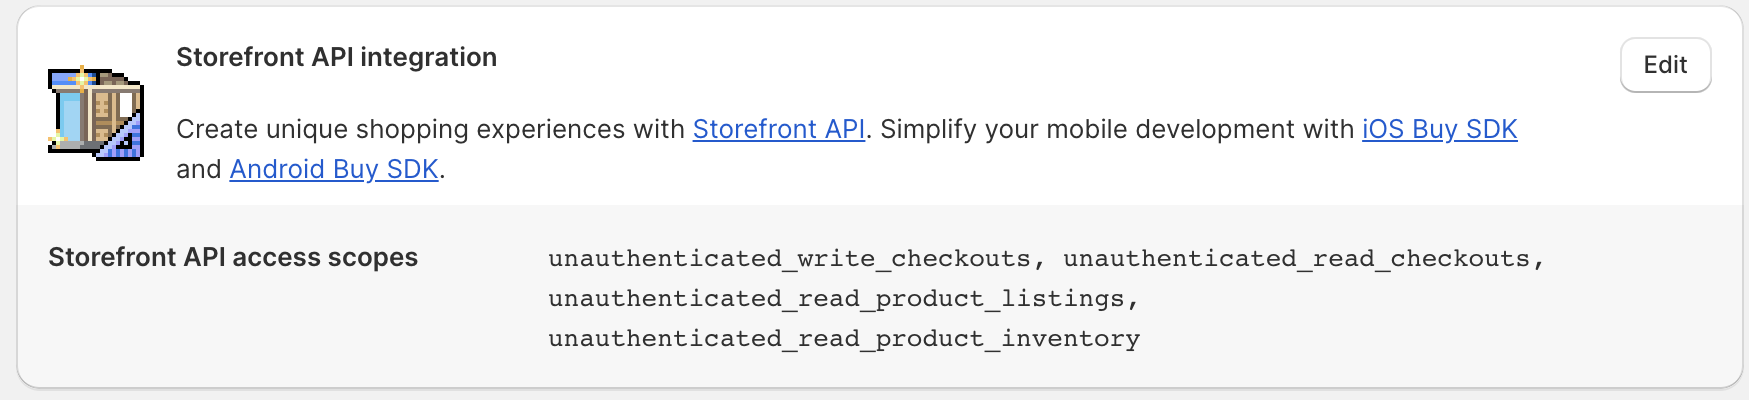 Storefront API integration
Edit
Create unique shopping experiences with Storefront API. Simplify your mobile development with iOS Buy SDK
and Android Buy SDK.
Storefront API access scopes
unauthenticated_write_checkouts, unauthenticated_read_checkouts,
unauthenticated_read_product_listings,
unauthenticated_read_product_inventory